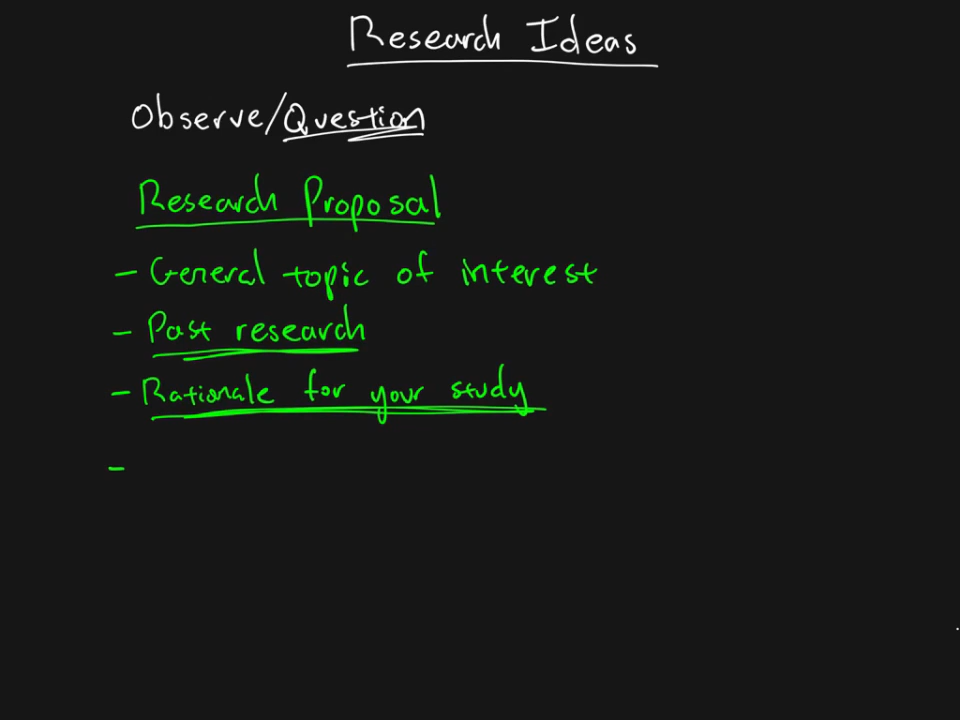 Research Ideas
Observe/Question
Research Proposal
- General topic of interest
- Past research
- Rationale for your study
-